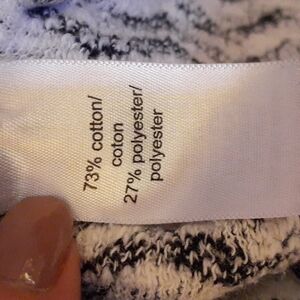 73% cotton/
coton
27% polyester/
polyester